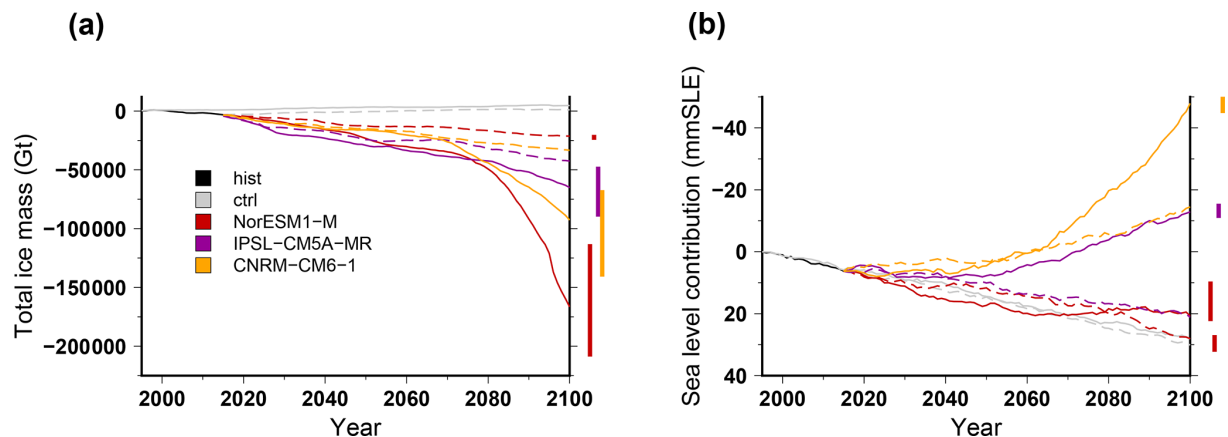 (a)
Total ice mass (Gt)
0
−50000
−100000
−150000
−200000
hist
ctrl
NorESM1−M
IPSL−CM5A−MR
CNRM−CM6−1
2000 2020 2040 2060 2080 2100
Year
(b)
Sea level contribution (mmSLE)
−40
−20
0
20
40
2000 2020 2040 2060 2080 2100
Year